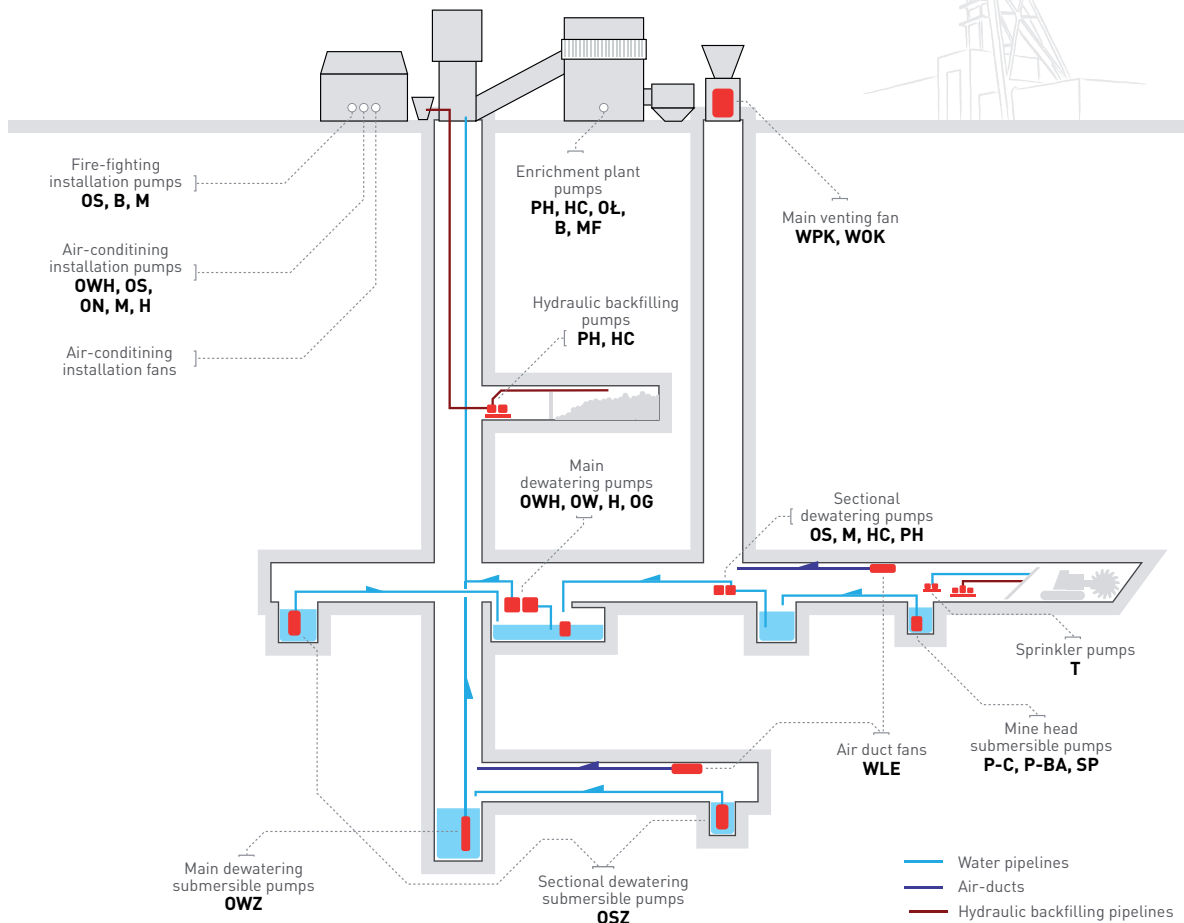 Fire-fighting
installation pumps
OS, B, M
Air-conditining
installation pumps
OWH, OS,
ON, M, H
Air-conditining
installation fans
Enrichment plant
pumps
PH, HC, OŁ,
B, MF
Main venting fan
WPK, WOK
Hydraulic backfilling
pumps
PH, HC
Main
dewatering pumps
OWH, OW, H, OG
Sectional
dewatering pumps
OS, M, HC, PH
Sprinkler pumps
T
Air duct fans
WLE
Mine head
submersible pumps
P-C, P-BA, SP
Main dewatering
submersible pumps
OWZ
Sectional dewatering
submersible pumps
OSZ
Water pipelines
Air-ducts
Hydraulic backfilling pipelines